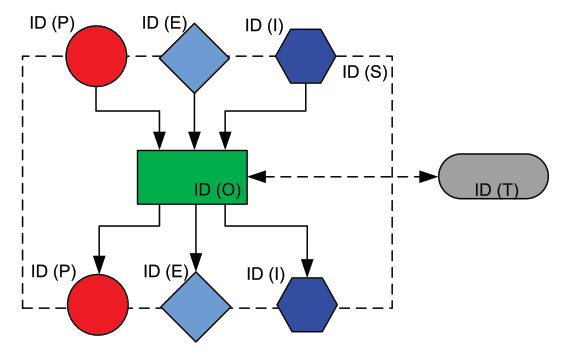 ID (P)
ID (E)
ID (I)
ID (S)
ID (O)
ID (T)
ID (P)
ID (E)
ID (I)